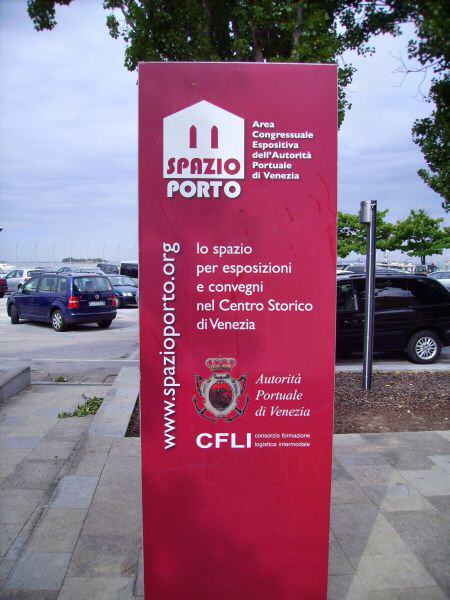 SPAZIO
PORTO
Area
Congressuale
Espositiva
dell'Autorità
Portuale
di Venezia
www.spazioporto.org
lo spazio
per esposizioni
e convegni
nel Centro Storico
di Venezia
Autorità
Portuale
di Venezia
CFLI
consorzio formazione
logistica intermodale